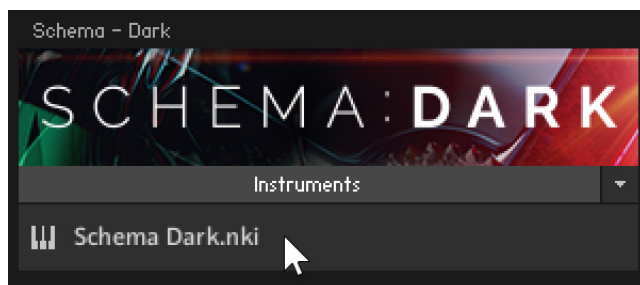 Schema - Dark
SCHEMA:DARK
Instruments
Schema Dark.nki